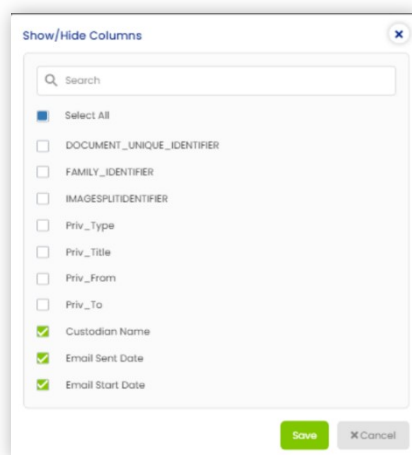 Show/Hide Columns
Search
Select All
DOCUMENT_UNIQUE_IDENTIFIER
FAMILY_IDENTIFIER
IMAGESPLITIDENTIFIER
Priv_Type
Priv_Title
Priv_From
Priv_To
Custodian Name
Email Sent Date
Email Start Date
Save
Cancel